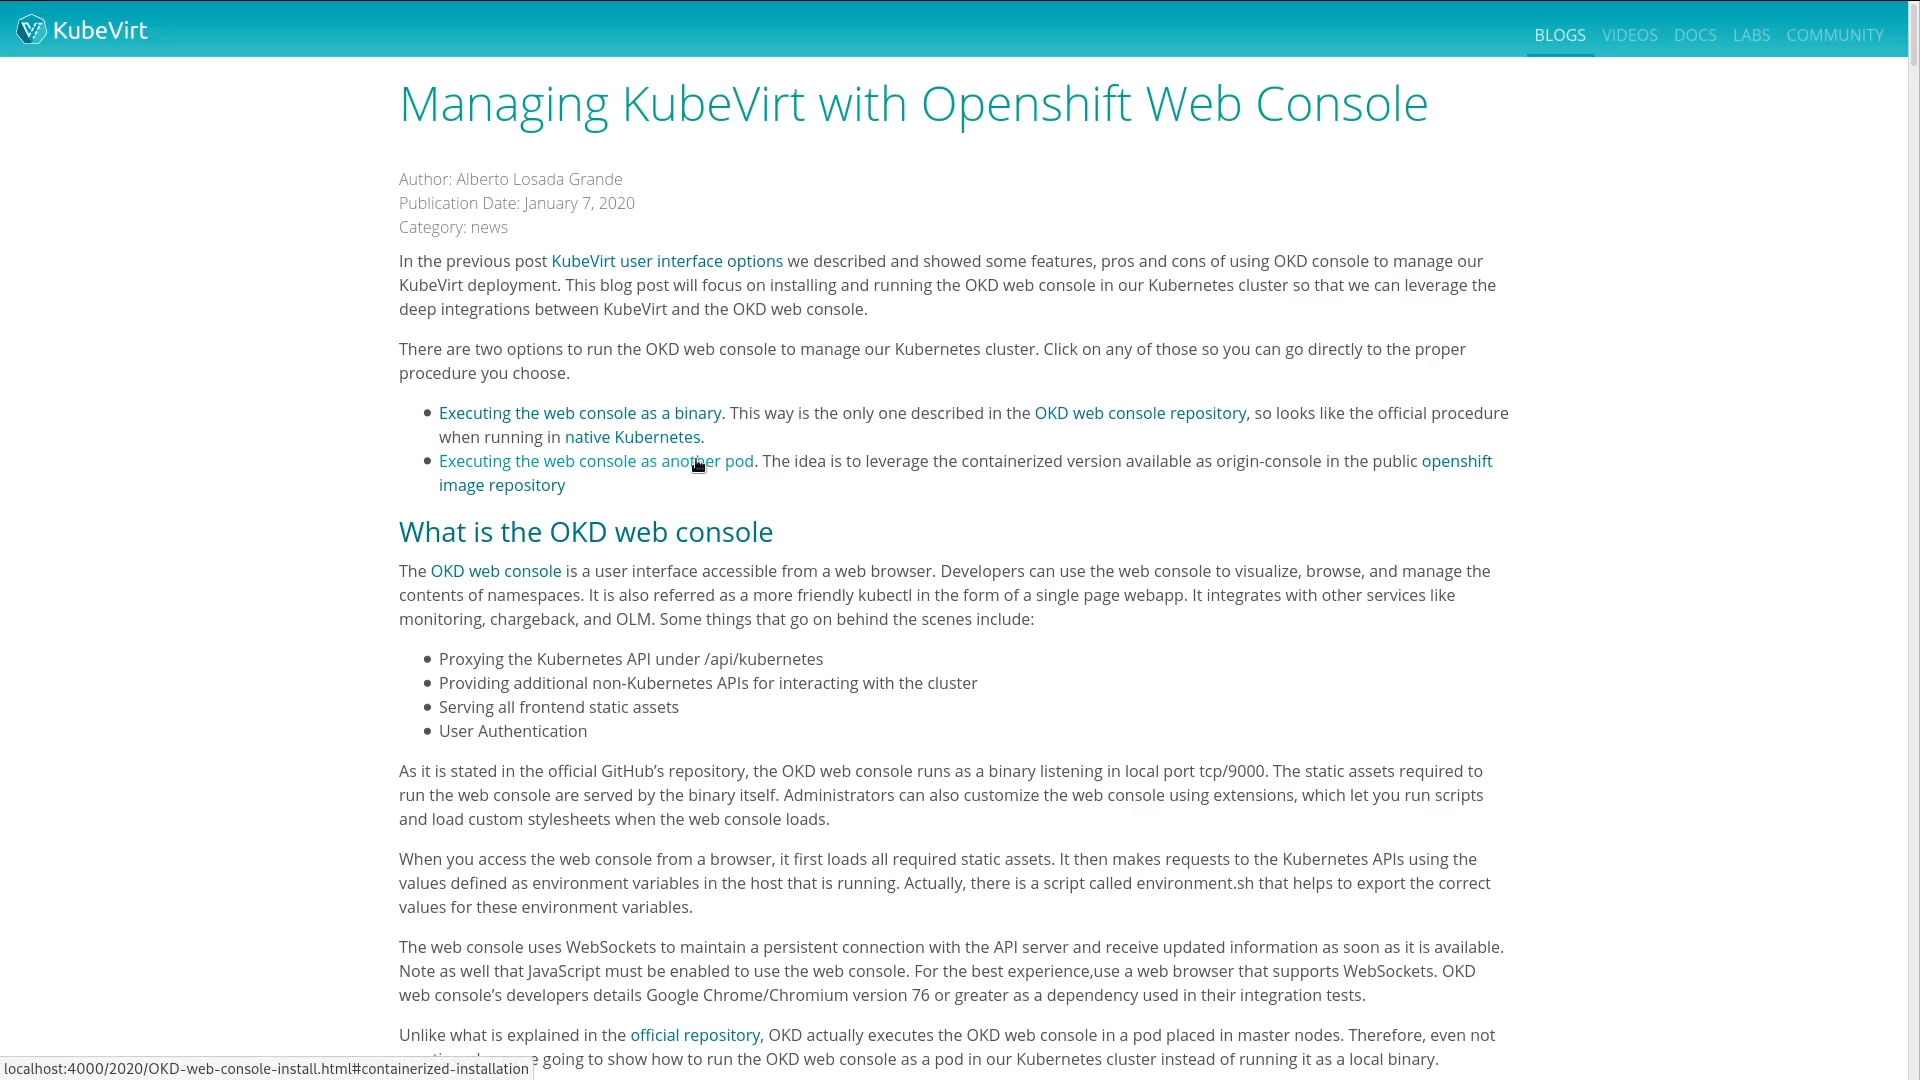 KubeVirt
BLOGS VIDEOS DOCS LABS COMMUNITY
Managing KubeVirt with Openshift Web Console
Author: Alberto Losada Grande
Publication Date: January 7, 2020
Category: news
In the previous post KubeVirt user interface options we described and showed some features, pros and cons of using OKD console to manage our
KubeVirt deployment. This blog post will focus on installing and running the OKD web console in our Kubernetes cluster so that we can leverage the
deep integrations between KubeVirt and the OKD web console.
There are two options to run the OKD web console to manage our Kubernetes cluster. Click on any of those so you can go directly to the proper
procedure you choose.
Executing the web console as a binary. This way is the only one described in the OKD web console repository, so looks like the official procedure
when running in native Kubernetes.
Executing the web console as another pod. The idea is to leverage the containerized version available as origin-console in the public openshift
image repository
What is the OKD web console
The OKD web console is a user interface accessible from a web browser. Developers can use the web console to visualize, browse, and manage the
contents of namespaces. It is also referred as a more friendly kubectl in the form of a single page webapp. It integrates with other services like
monitoring, chargeback, and OLM. Some things that go on behind the scenes include:
Proxying the Kubernetes API under /api/kubernetes
Providing additional non-Kubernetes APIs for interacting with the cluster
Serving all frontend static assets
User Authentication
As it is stated in the official GitHub’s repository, the OKD web console runs as a binary listening in local port tcp/9000. The static assets required to
run the web console are served by the binary itself. Administrators can also customize the web console using extensions, which let you run scripts
and load custom stylesheets when the web console loads.
When you access the web console from a browser, it first loads all required static assets. It then makes requests to the Kubernetes APIs using the
values defined as environment variables in the host that is running. Actually, there is a script called environment.sh that helps to export the correct
values for these environment variables.
The web console uses WebSockets to maintain a persistent connection with the API server and receive updated information as soon as it is available.
Note as well that JavaScript must be enabled to use the web console. For the best experience,use a web browser that supports WebSockets. OKD
web console’s developers details Google Chrome/Chromium version 76 or greater as a dependency used in their integration tests.
Unlike what is explained in the official repository, OKD actually executes the OKD web console in a pod placed in master nodes. Therefore, even not
going to show how to run the OKD web console as a pod in our Kubernetes cluster instead of running it as a local binary.
localhost:4000/2020/OKD-web-console-install.html#containerized-installation